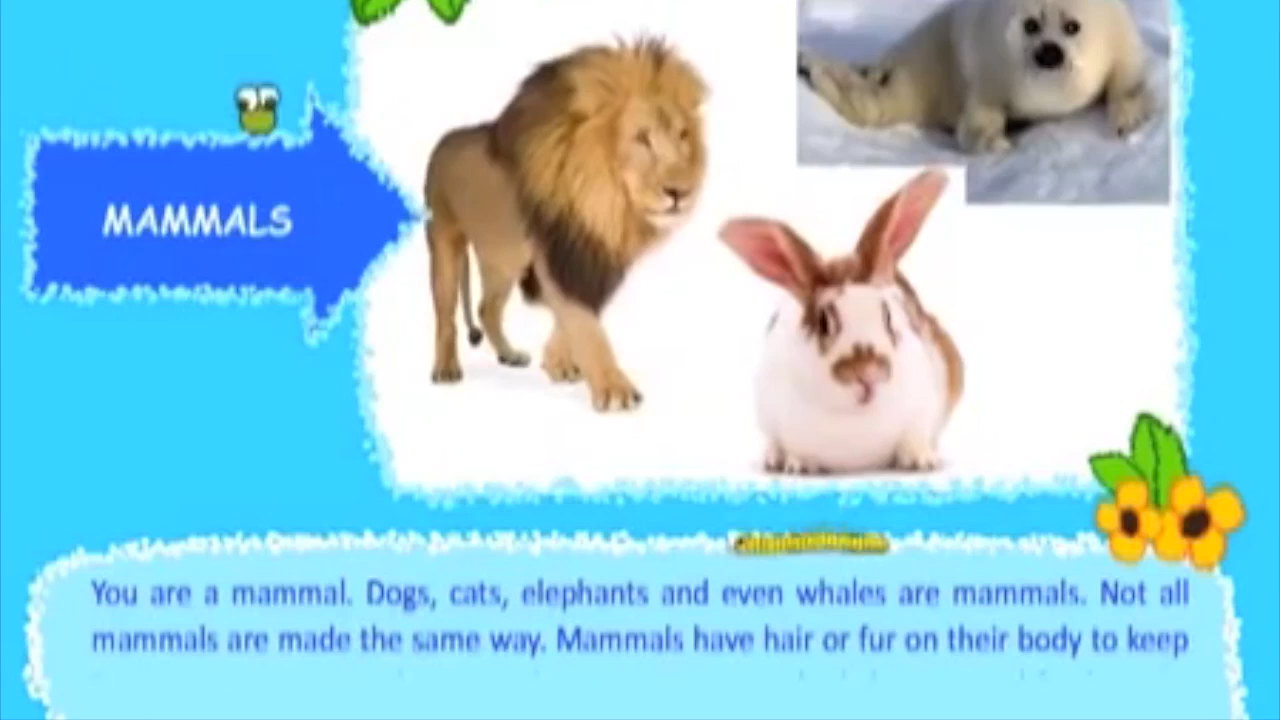 MAMMALS
You are a mammal. Dogs, cats, elephants and even whales are mammals. Not all
mammals are made the same way. Mammals have hair or fur on their body to keep